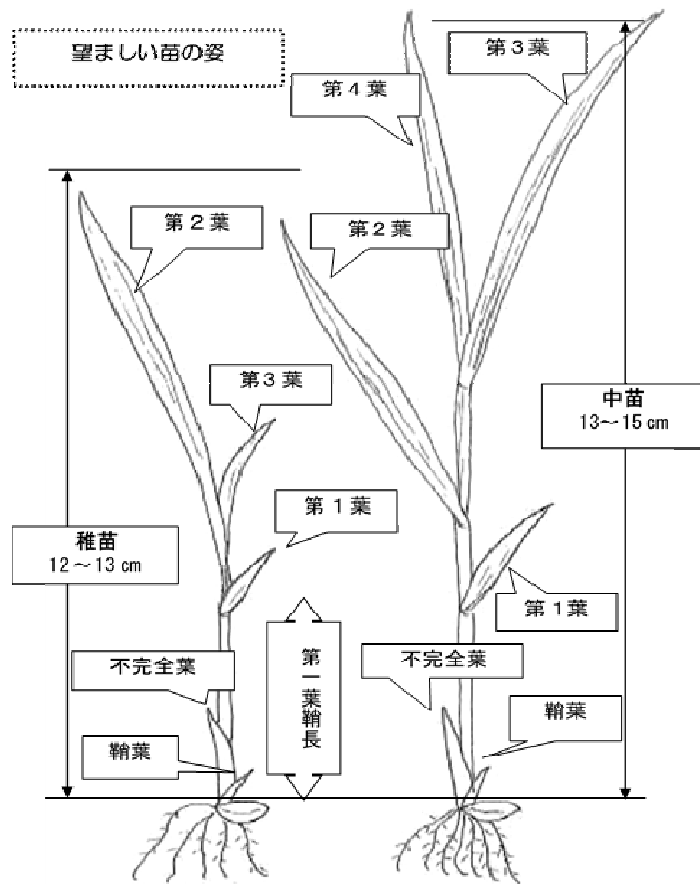 望ましい苗の姿
第3葉
第4葉
第2葉
第2葉
第3葉
中苗
13～15cm
第1葉
稚苗
12～13cm
第1葉
第一葉鞘長
不完全葉
不完全葉
鞘葉
鞘葉